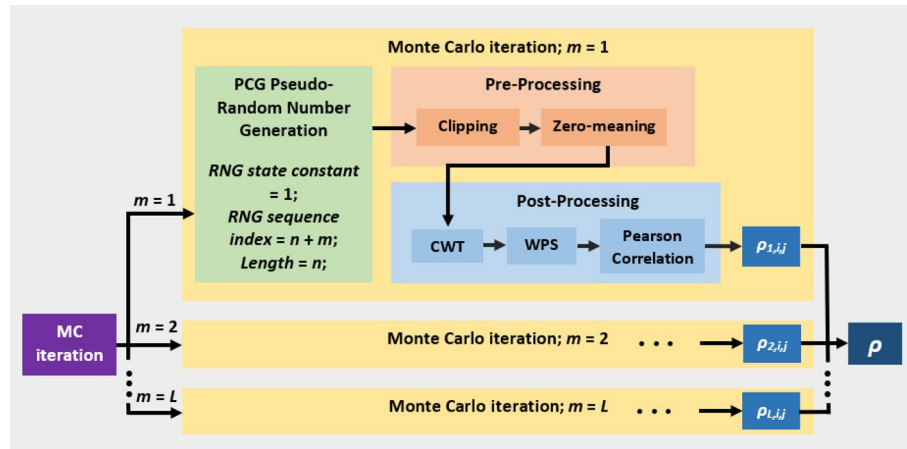 Monte Carlo iteration; m = 1
PCG Pseudo-
Random Number
Generation
RNG state constant
= 1;
RNG sequence
index = n + m;
Length = n;
Pre-Processing
Clipping
Zero-meaning
Post-Processing
CWT
WPS
Pearson
Correlation
ρ1,i,j
m = 1
MC
iteration
m = 2
Monte Carlo iteration; m = 2
• • •
ρ2,i,j
ρ
m = L
Monte Carlo iteration; m = L
• • •
ρL,i,j